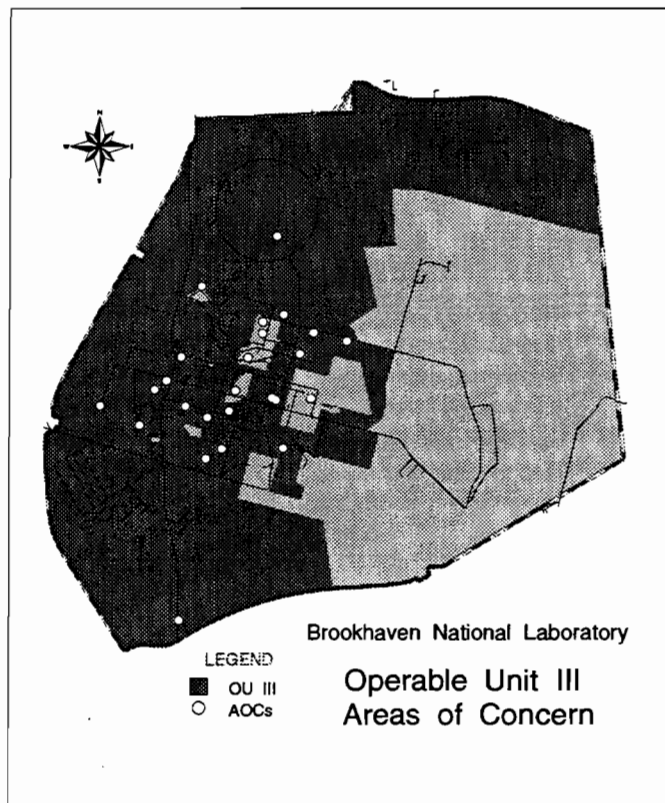 N
Brookhaven National Laboratory
LEGEND
OU III
AOCs
Operable Unit III
Areas of Concern